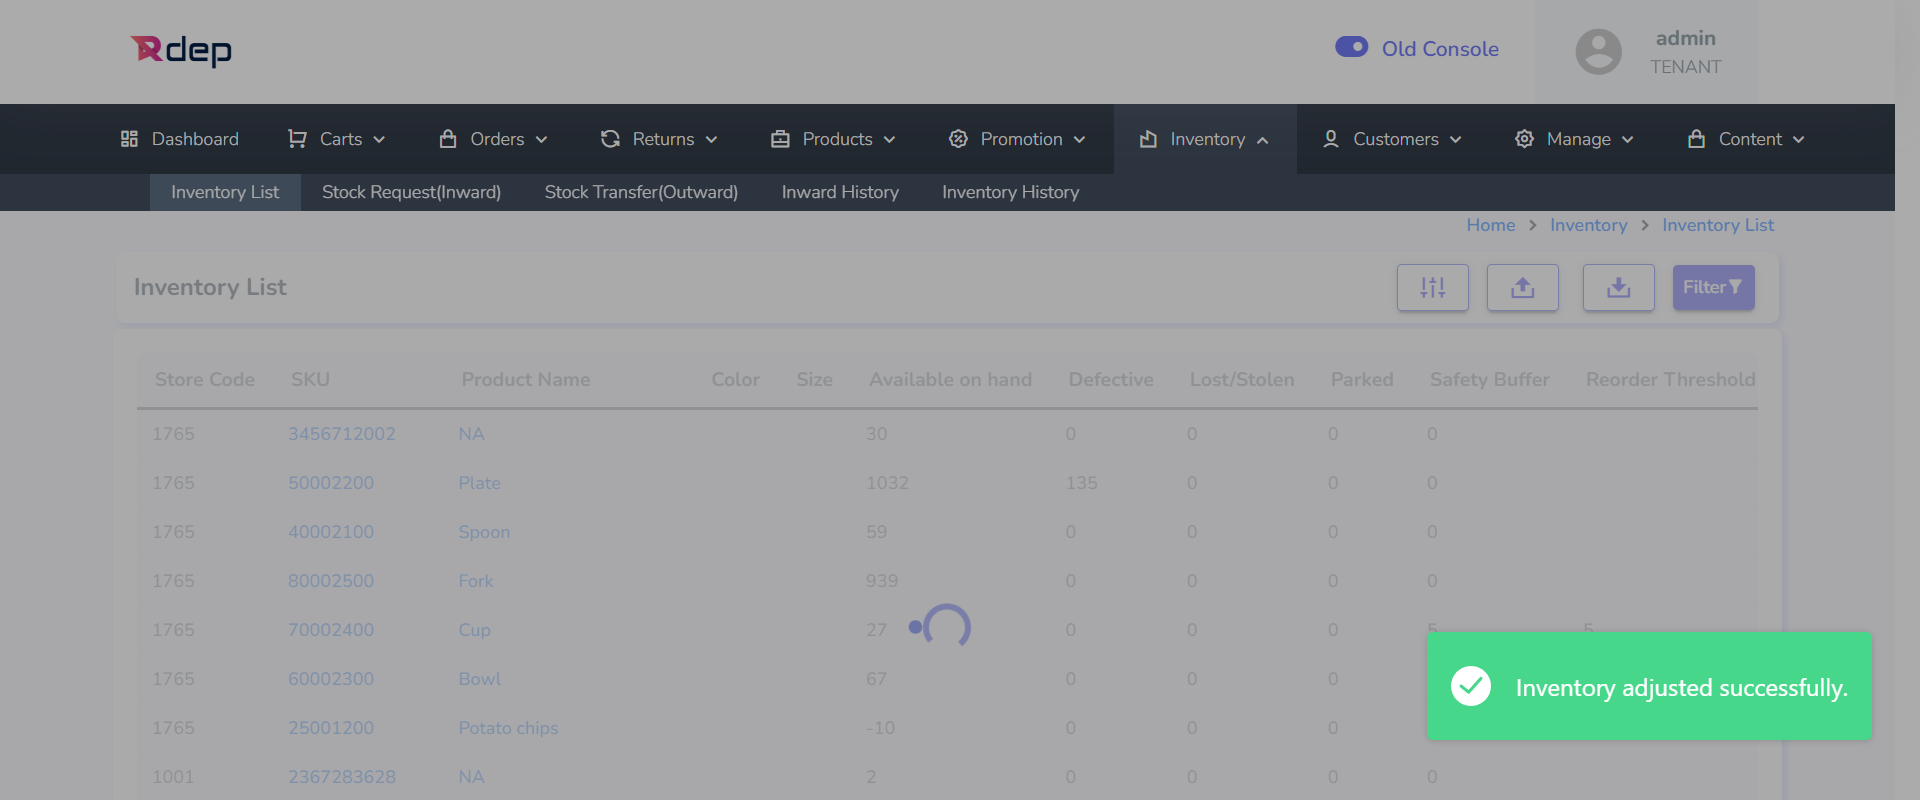 Rdep
Old Console
admin
TENANT
Dashboard Carts Orders Returns Products Promotion Inventory Customers Manage Content
Inventory List Stock Request(Inward) Stock Transfer(Outward) Inward History Inventory History
Home > Inventory > Inventory List
Inventory List
Filter
Store Code SKU Product Name Color Size Available on hand Defective Lost/Stolen Parked Safety Buffer Reorder Threshold
1765 3456712002 NA 30 0 0 0 0
1765 50002200 Plate 1032 135 0 0 0
1765 40002100 Spoon 59 0 0 0 0
1765 80002500 Fork 939 0 0 0 0
1765 70002400 Cup 27 0 0 0 5 5
1765 60002300 Bowl 67 0 0 0
Inventory adjusted successfully.
1765 25001200 Potato chips -10 0 0 0
1001 2367283628 NA 2 0 0 0 0